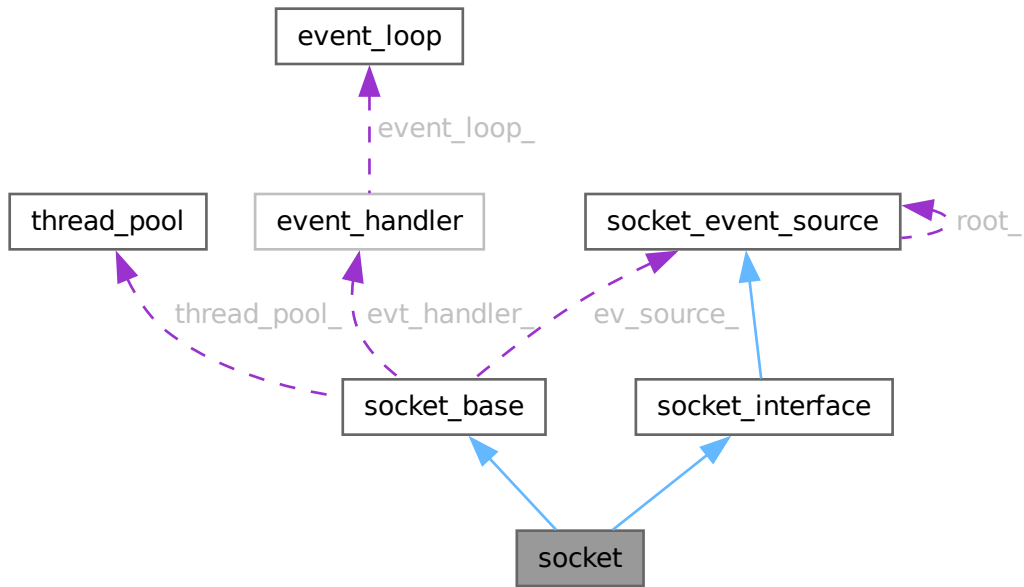 event_loop
event_loop_
thread_pool
event_handler
socket_event_source
root_
thread_pool_
evt_handler_
ev_source_
socket_base
socket_interface
socket